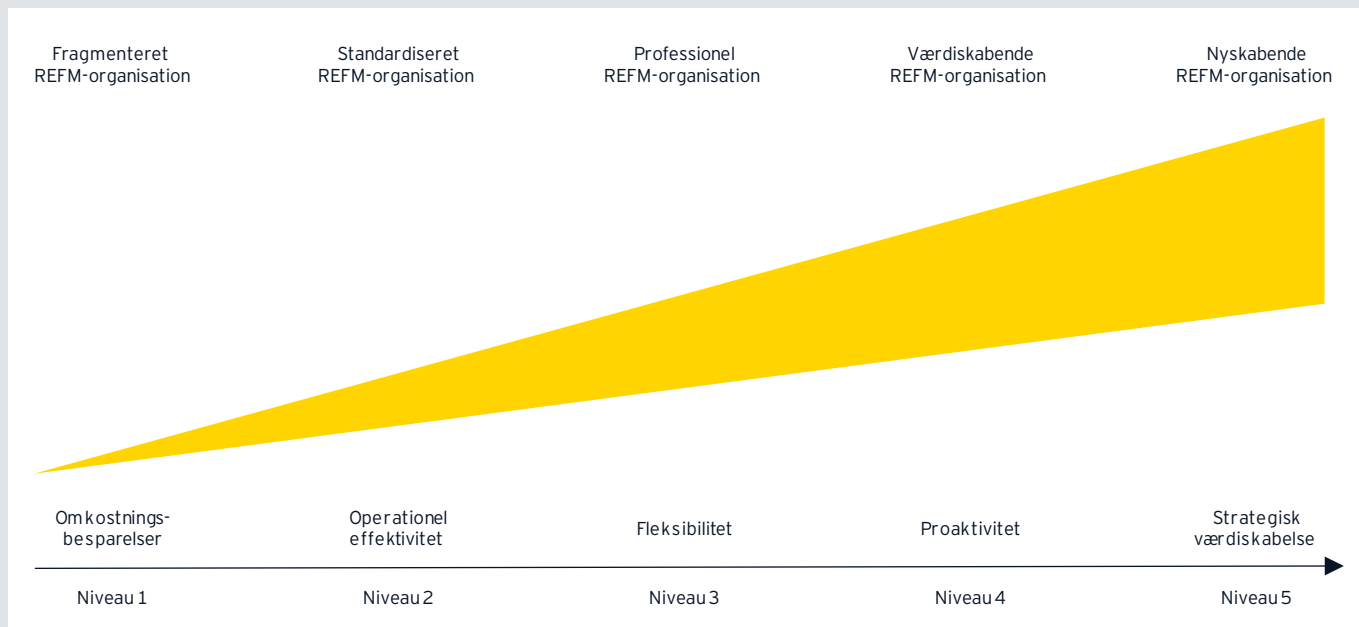 Fragmenteret
REFM-organisation
Standardiseret
REFM-organisation
Professionel
REFM-organisation
Værdiskabende
REFM-organisation
Nyskabende
REFM-organisation
Omkostnings-
besparelser
Operationel
effektivitet
Fleksibilitet
Proaktivitet
Strategisk
værdiskabelse
Niveau 1
Niveau 2
Niveau 3
Niveau 4
Niveau 5